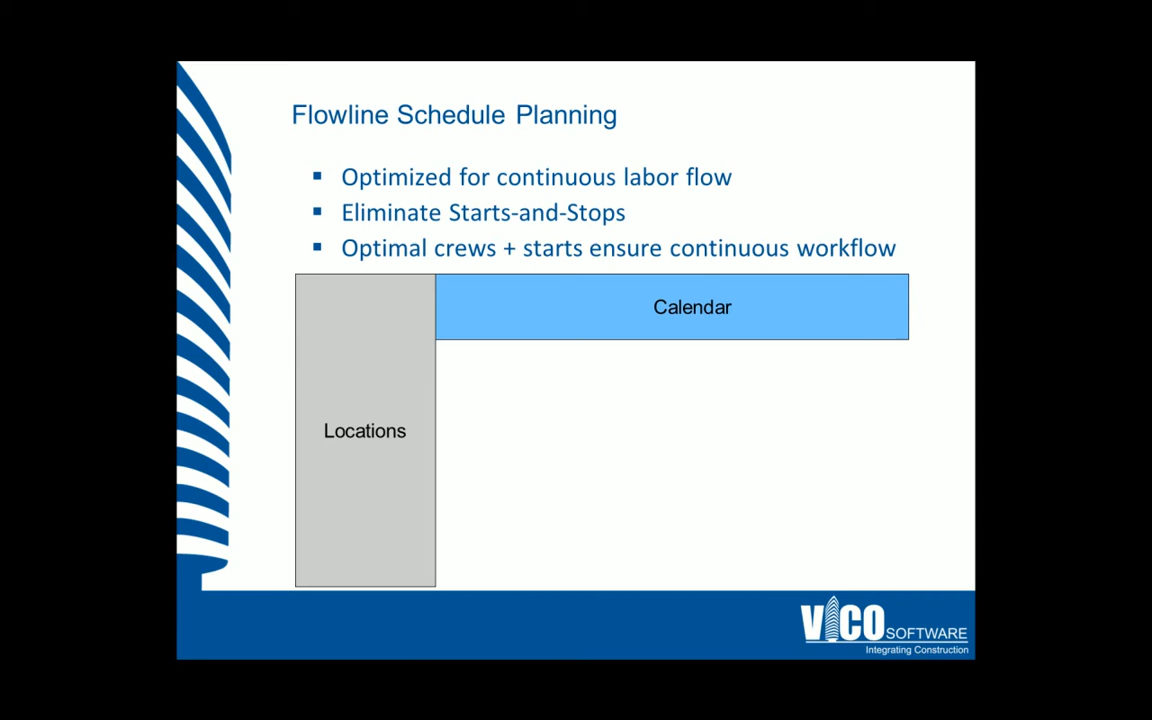 Flowline Schedule Planning
Optimized for continuous labor flow
Eliminate Starts-and-Stops
Optimal crews + starts ensure continuous workflow
Calendar
Locations
VICO SOFTWARE
Integrating Construction